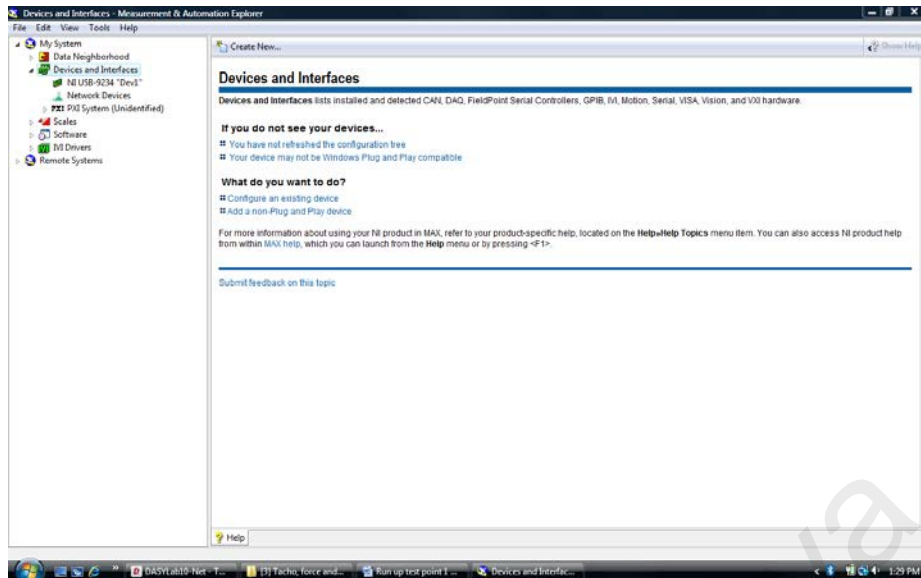 Devices and Interfaces - Measurement & Automation Explorer
File Edit View Tools Help
My System
Data Neighborhood
Devices and Interfaces
NI USB-9234 "Dev1"
Network Devices
PXI PXI System (Unidentified)
Scales
Software
IVI Drivers
Remote Systems
Create New...
Show Help
Devices and Interfaces
Devices and Interfaces lists installed and detected CAN, DAQ, FieldPoint Serial Controllers, GPIB, IVI, Motion, Serial, VISA, Vision, and VXI hardware.
If you do not see your devices...
You have not refreshed the configuration tree
Your device may not be Windows Plug and Play compatible
What do you want to do?
Configure an existing device
Add a non-Plug and Play device
For more information about using your NI product in MAX, refer to your product-specific help, located on the Help»Help Topics menu item. You can also access NI product help
from within MAX help, which you can launch from the Help menu or by pressing <F1>.
Submit feedback on this topic
Help
DASYLab10-Net - T...
[3] Tacho, force and...
Run up test point 1 ...
Devices and Interfac...
1:29 PM